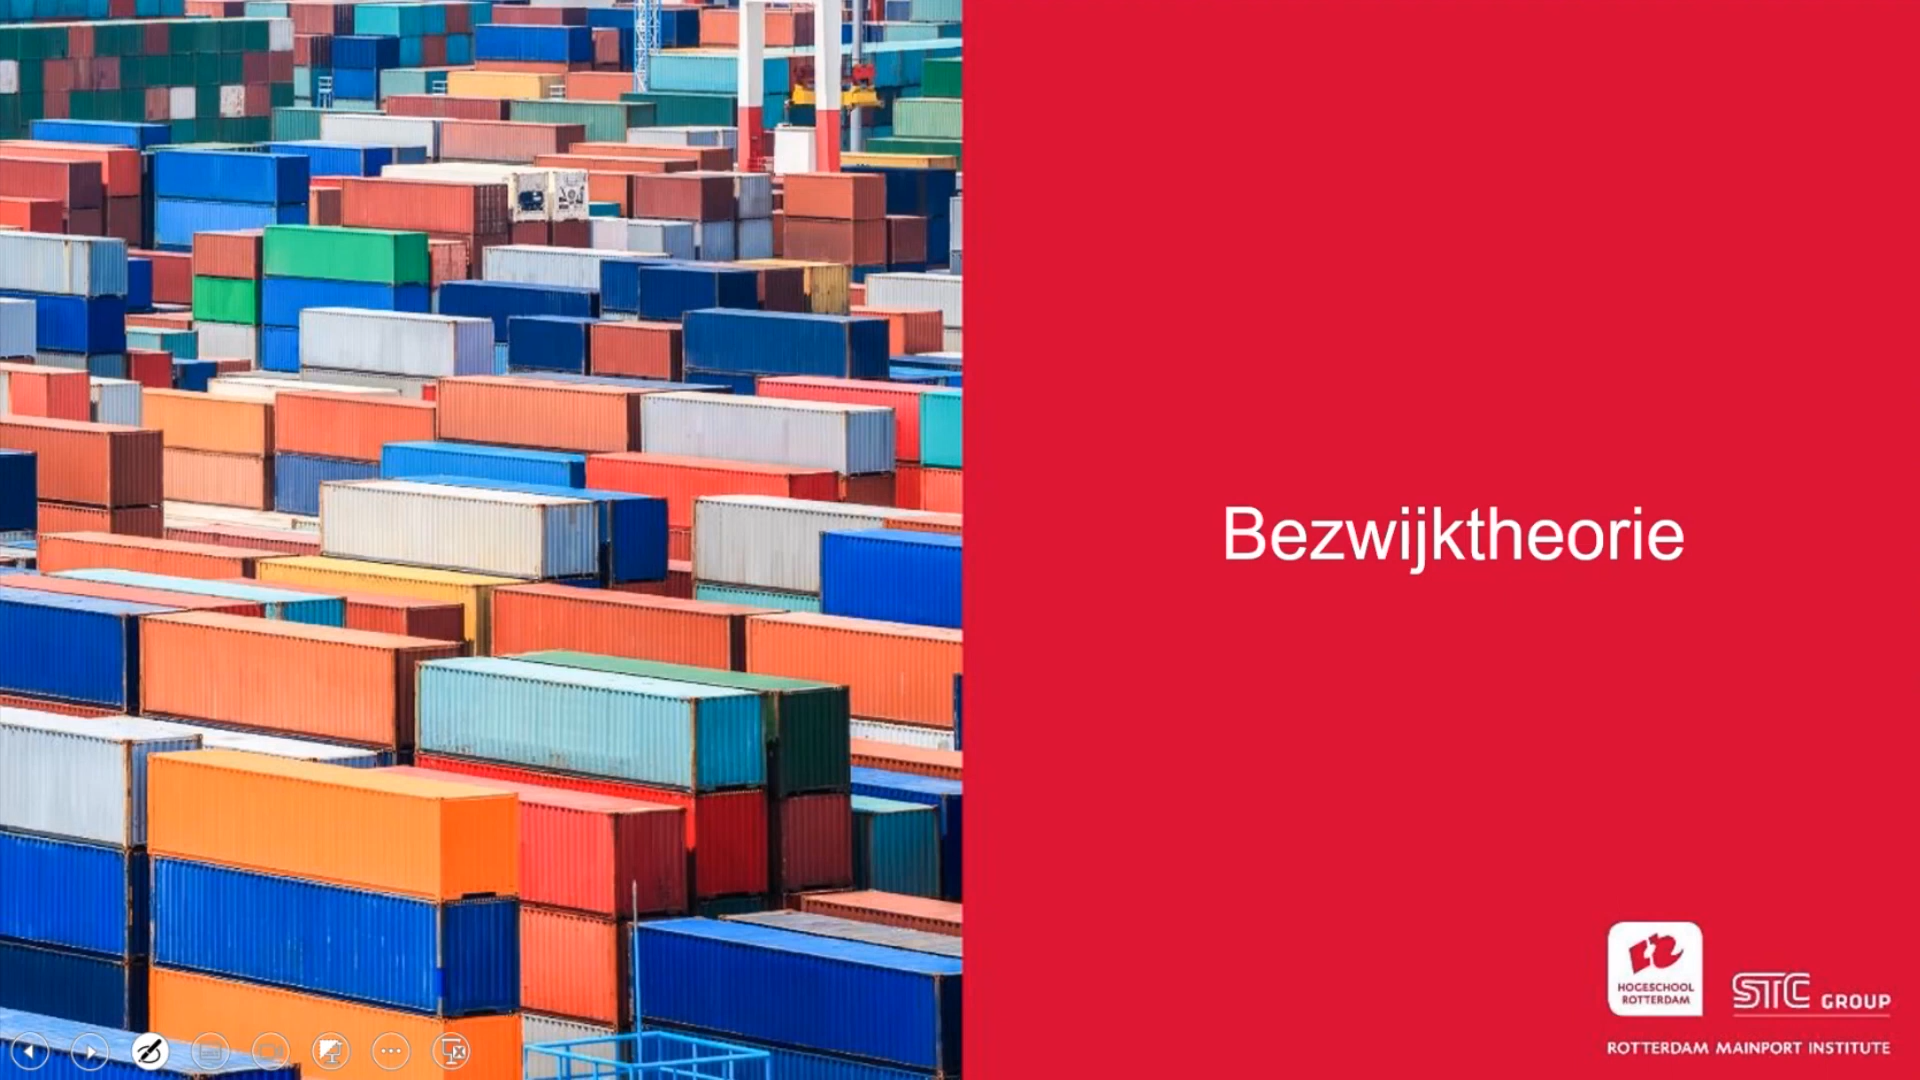 Bezwijktheorie
HOGESCHOOL
ROTTERDAM
STC GROUP
ROTTERDAM MAINPORT INSTITUTE